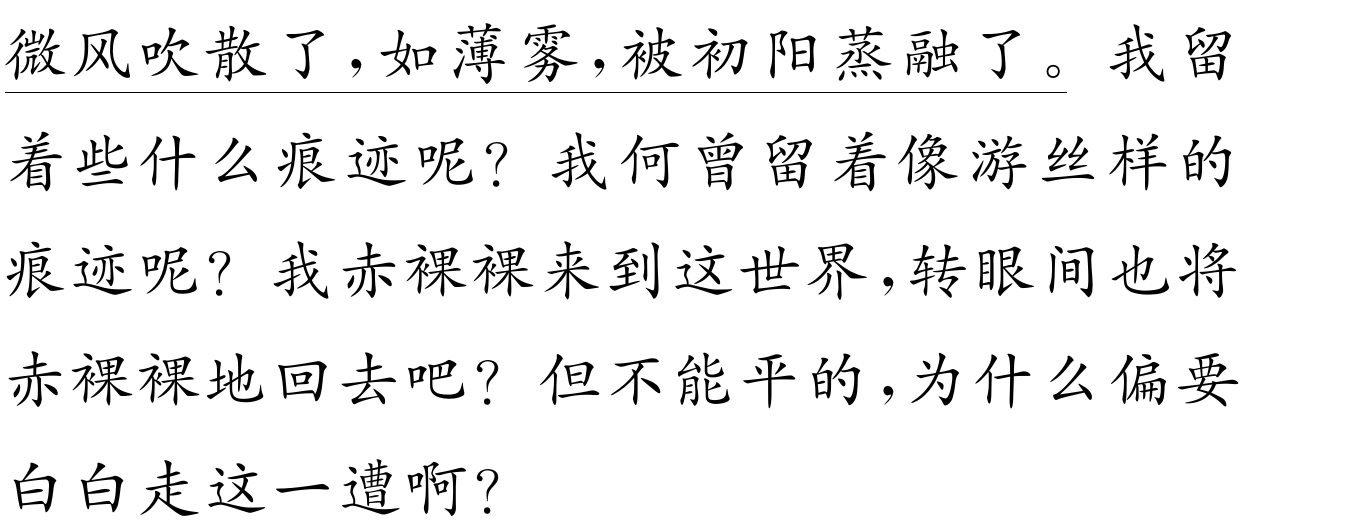 微风吹散了,如薄雾,被初阳蒸融了。我留
着些什么痕迹呢?我何曾留着像游丝样的
痕迹呢?我赤裸裸来到这世界,转眼间也将
赤裸裸地回去吧?但不能平的,为什么偏要
白白走这一遭啊?